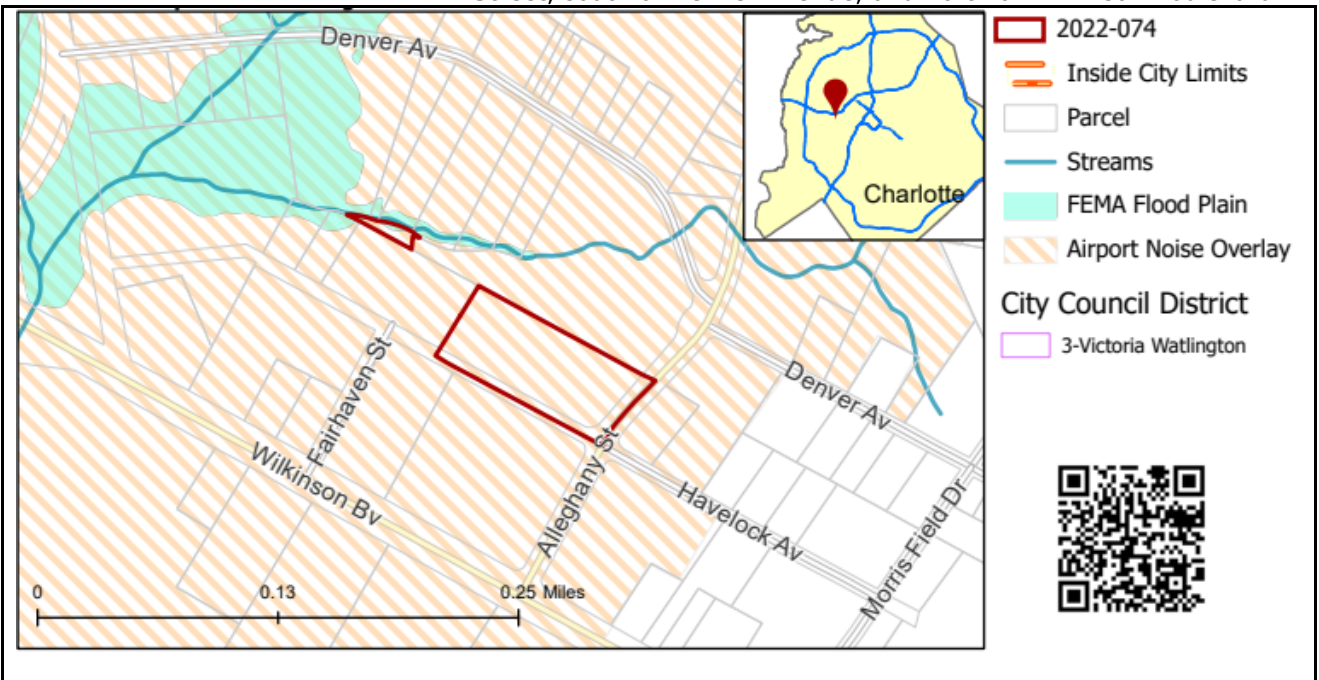 Denver Av
Charlotte
Fairhaven St
Wilkinson Bv
Alleghany St
Denver Av
Havelock Av
Morris Field Dr
0 0.13 0.25 Miles
2022-074
Inside City Limits
Parcel
Streams
FEMA Flood Plain
Airport Noise Overlay
City Council District
3-Victoria Watlington